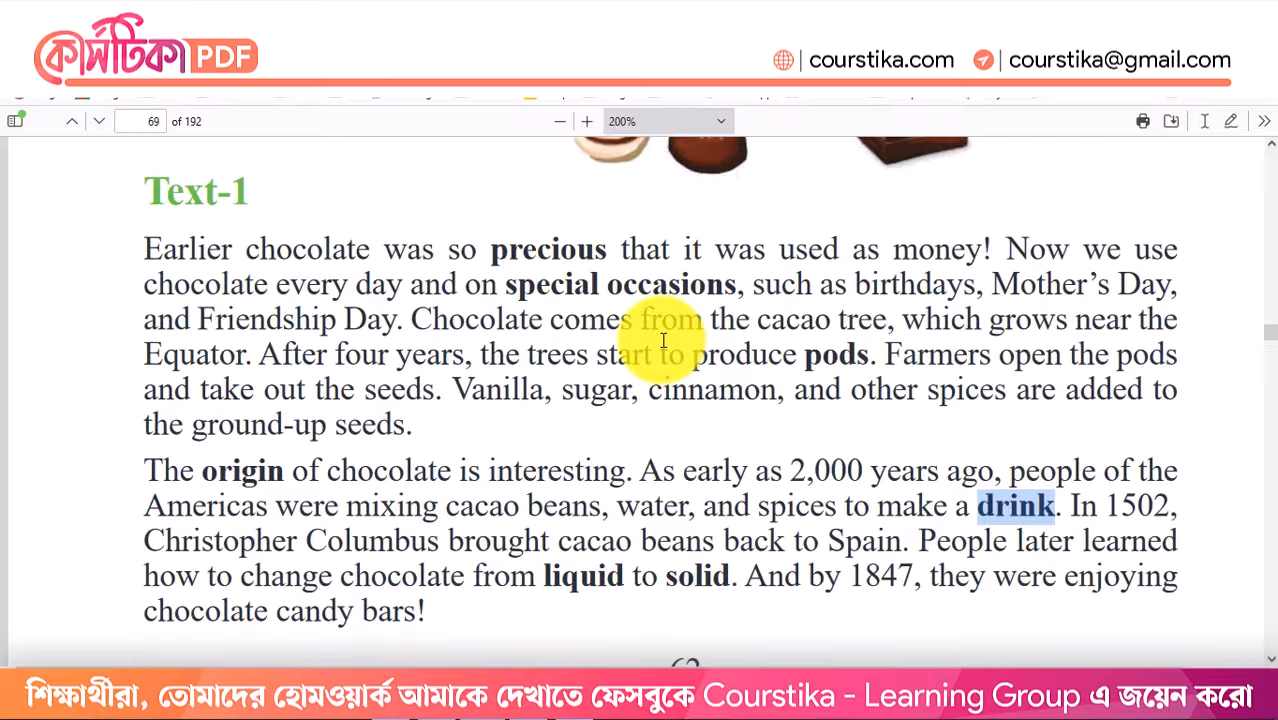 কোর্সটিকা PDF
courstika.com
courstika@gmail.com
69 of 192
200%
Text-1
Earlier chocolate was so precious that it was used as money! Now we use
chocolate every day and on special occasions, such as birthdays, Mother’s Day,
and Friendship Day. Chocolate comes from the cacao tree, which grows near the
Equator. After four years, the trees start to produce pods. Farmers open the pods
and take out the seeds. Vanilla, sugar, cinnamon, and other spices are added to
the ground-up seeds.
The origin of chocolate is interesting. As early as 2,000 years ago, people of the
Americas were mixing cacao beans, water, and spices to make a drink. In 1502,
Christopher Columbus brought cacao beans back to Spain. People later learned
how to change chocolate from liquid to solid. And by 1847, they were enjoying
chocolate candy bars!
শিক্ষার্থীরা, তোমাদের হোমওয়ার্ক আমাকে দেখাতে ফেসবুকে Courstika - Learning Group এ জয়েন করো